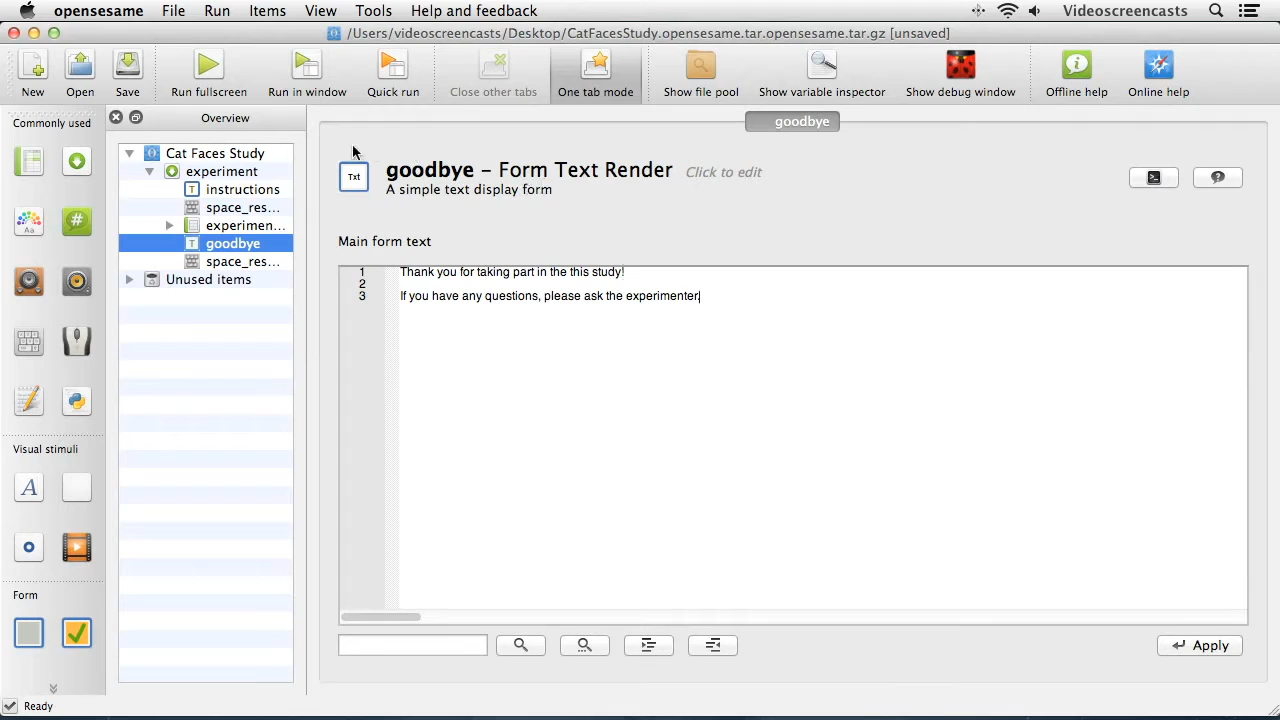 opensesame File Run Items View Tools Help and feedback Videoscreencasts
/Users/videoscreencasts/Desktop/CatFacesStudy.opensesame.tar.opensesame.tar.gz [unsaved]
New Open Save Run fullscreen Run in window Quick run Close other tabs One tab mode Show file pool Show variable inspector Show debug window Offline help Online help
Commonly used
Overview
goodbye
Cat Faces Study
experiment
instructions
space_res...
experimen...
goodbye
space_res...
Unused items
Aa
#
Visual stimuli
A
Form
Txt
goodbye – Form Text Render Click to edit
A simple text display form
Main form text
1 Thank you for taking part in the this study!
2
3 If you have any questions, please ask the experimenter
Apply
Ready